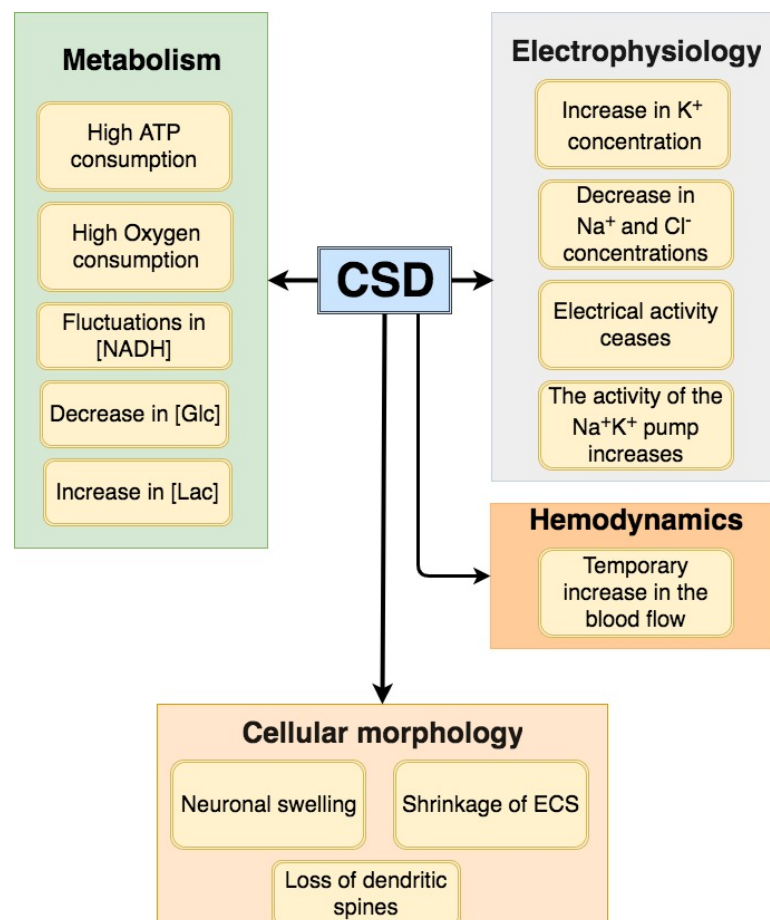 Metabolism
High ATP
consumption
High Oxygen
consumption
Fluctuations in
[NADH]
Decrease in [Glc]
Increase in [Lac]
CSD
Electrophysiology
Increase in K⁺
concentration
Decrease in
Na⁺ and Cl⁻
concentrations
Electrical activity
ceases
The activity of the
Na⁺K⁺ pump
increases
Hemodynamics
Temporary
increase in the
blood flow
Cellular morphology
Neuronal swelling
Shrinkage of ECS
Loss of dendritic
spines